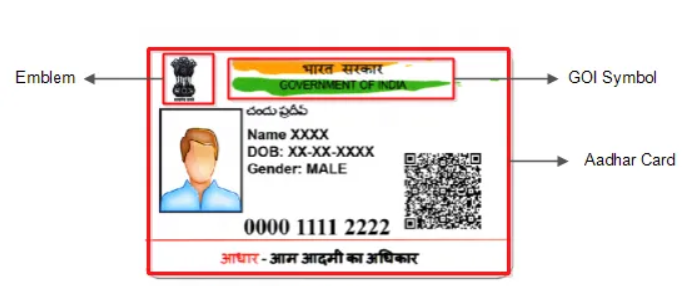 Emblem
भारत सरकार
GOVERNMENT OF INDIA
GOI Symbol
చందు ప్రదీప్
Name XXXX
DOB: XX-XX-XXXX
Gender: MALE
Aadhar Card
0000 1111 2222
आधार - आम आदमी का अधिकार